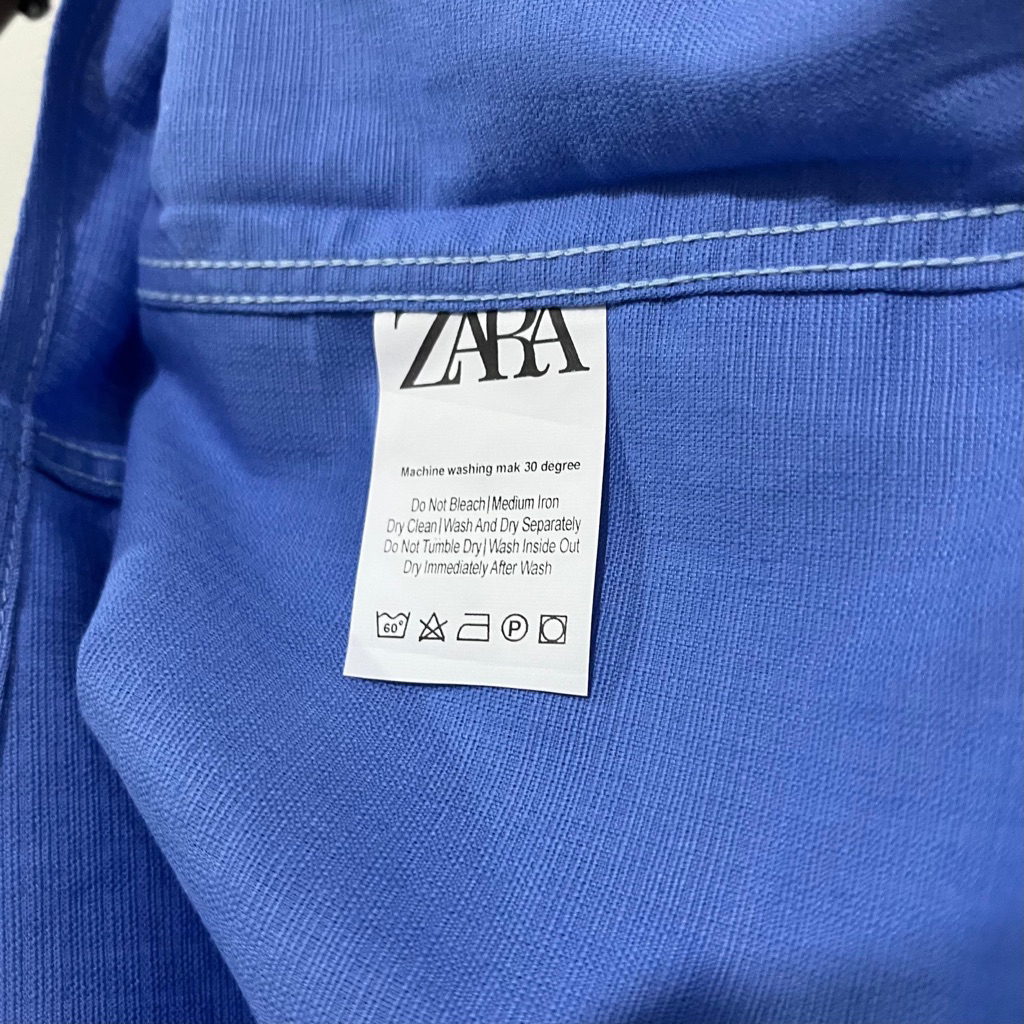 ZARA
Machine washing mak 30 degree
Do Not Bleach|Medium Iron
Dry Clean|Wash And Dry Separately
Do Not Tumble Dry|Wash Inside Out
Dry Immediately After Wash
60° P